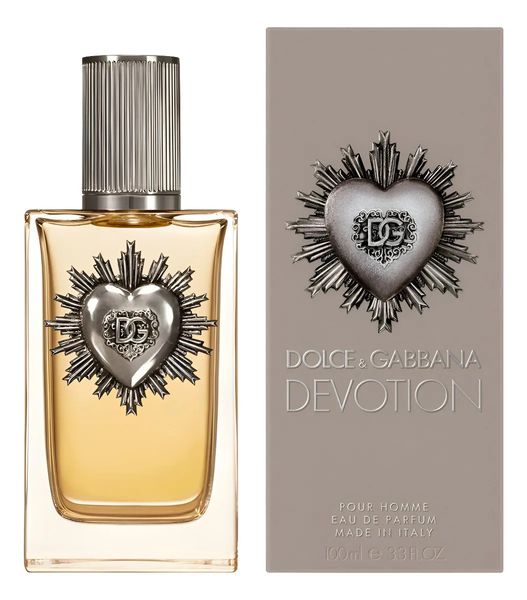 DG
DG
DOLCE & GABBANA
DEVOTION
POUR HOMME
EAU DE PARFUM
MADE IN ITALY
100ml e 3.3 FL.OZ.